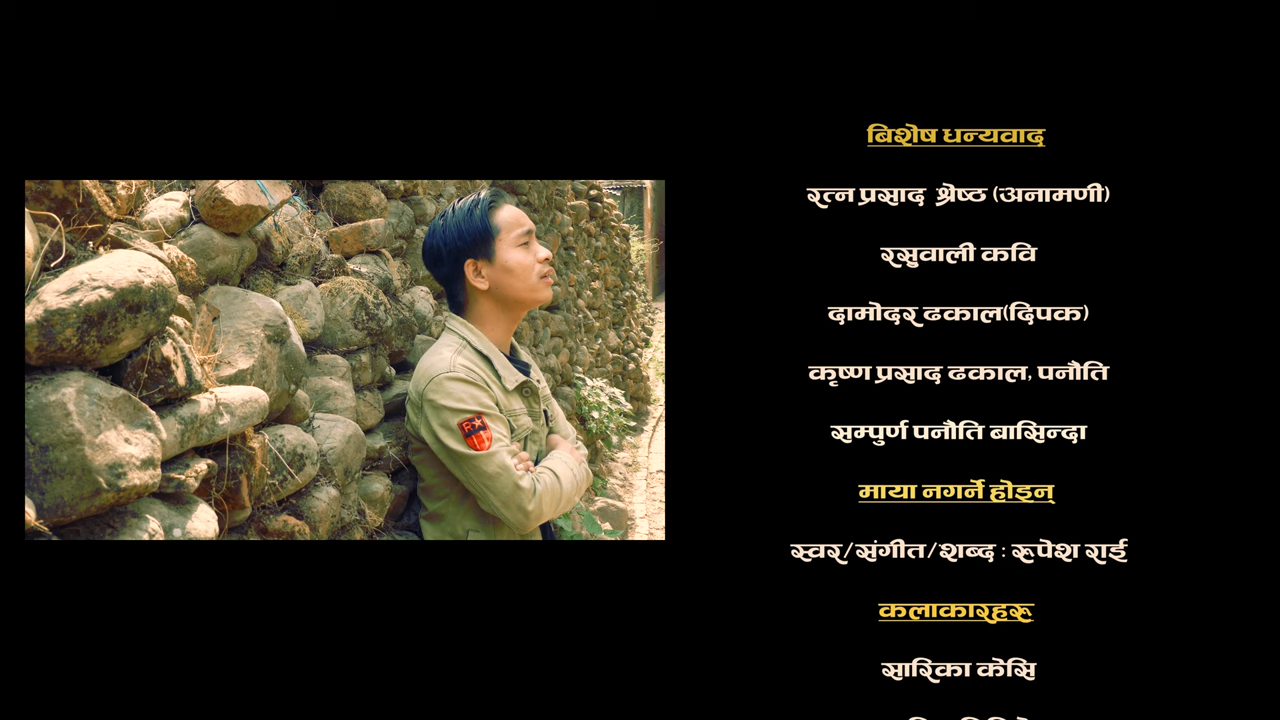 बिशेष धन्यवाद
रत्न प्रसाद श्रेष्ठ (अनामणी)
रसुवाली कवि
दामोदर ढकाल(दिपक)
कृष्ण प्रसाद ढकाल, पनौति
सम्पुर्ण पनौति बासिन्दा
माया नगर्ने होइन्
स्वर/संगीत/शब्द : रूपेश राई
कलाकारहरू
सारिका केसि